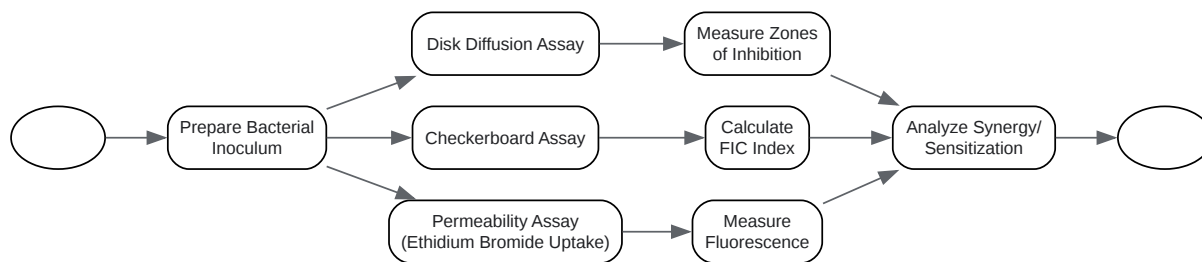 Prepare Bacterial
Inoculum
Disk Diffusion Assay
Measure Zones
of Inhibition
Checkerboard Assay
Calculate
FIC Index
Permeability Assay
(Ethidium Bromide Uptake)
Measure
Fluorescence
Analyze Synergy/
Sensitization